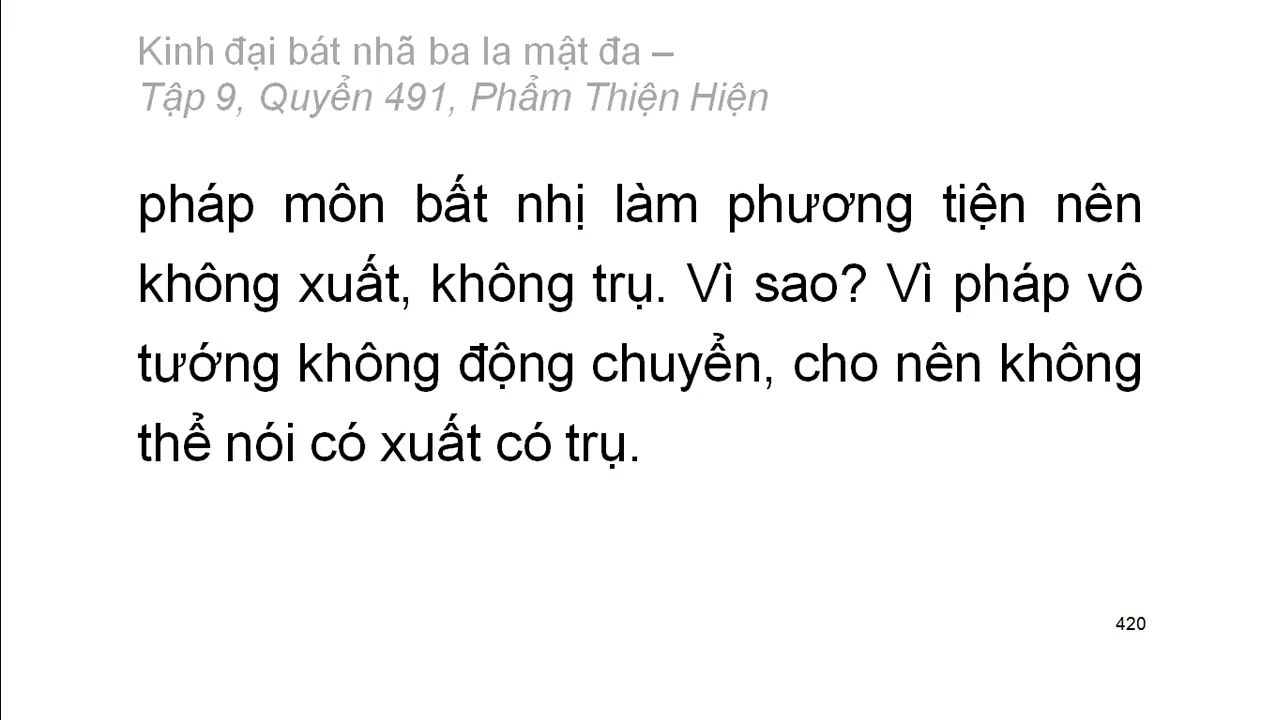 Kinh đại bát nhã ba la mật đa –
Tập 9, Quyển 491, Phẩm Thiện Hiện
pháp môn bất nhị làm phương tiện nên
không xuất, không trụ. Vì sao? Vì pháp vô
tướng không động chuyển, cho nên không
thể nói có xuất có trụ.
420